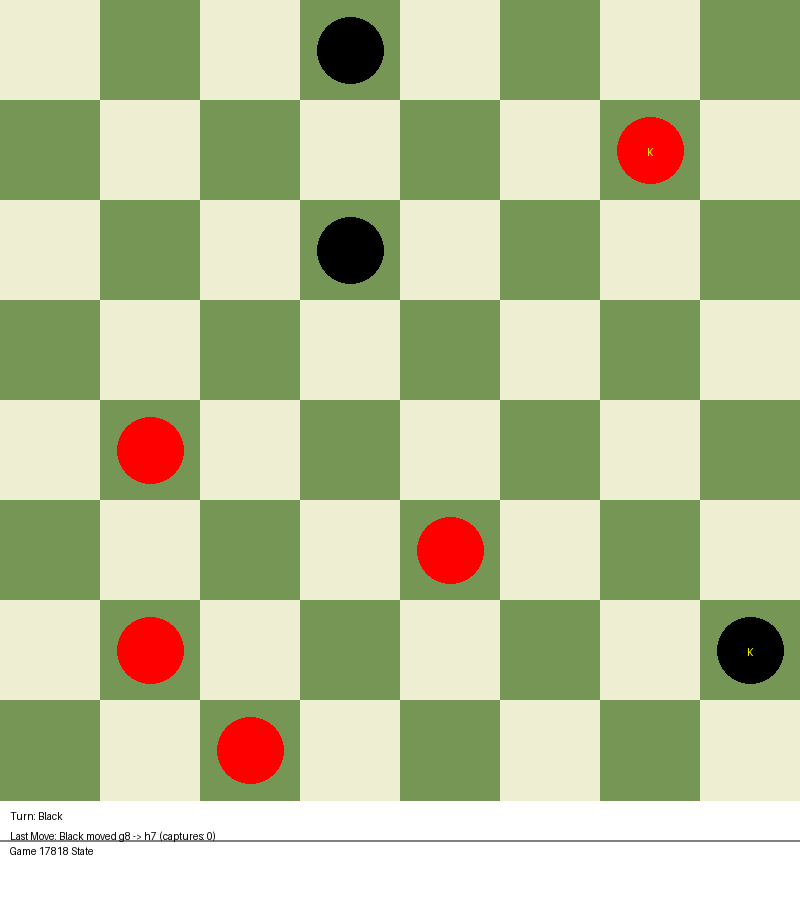 K
K
Turn: Black
Last Move: Black moved g8 -> h7 (captures: 0)
Game 17818 State